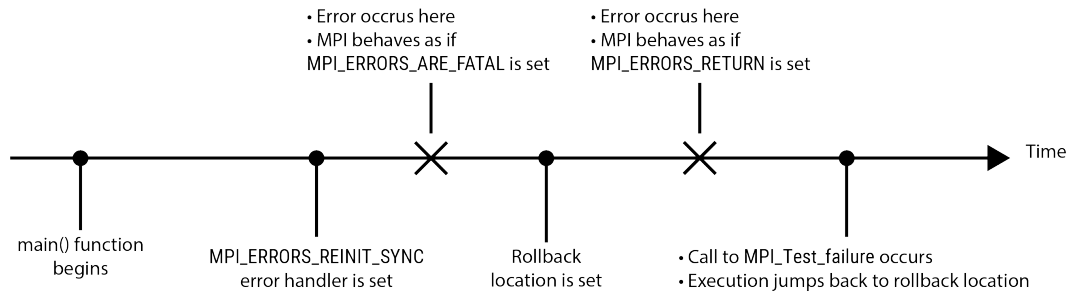 • Error occrus here
• MPI behaves as if
MPI_ERRORS_ARE_FATAL is set
• Error occrus here
• MPI behaves as if
MPI_ERRORS_RETURN is set
Time
main() function
begins
MPI_ERRORS_REINIT_SYNC
error handler is set
Rollback
location is set
• Call to MPI_Test_failure occurs
• Execution jumps back to rollback location